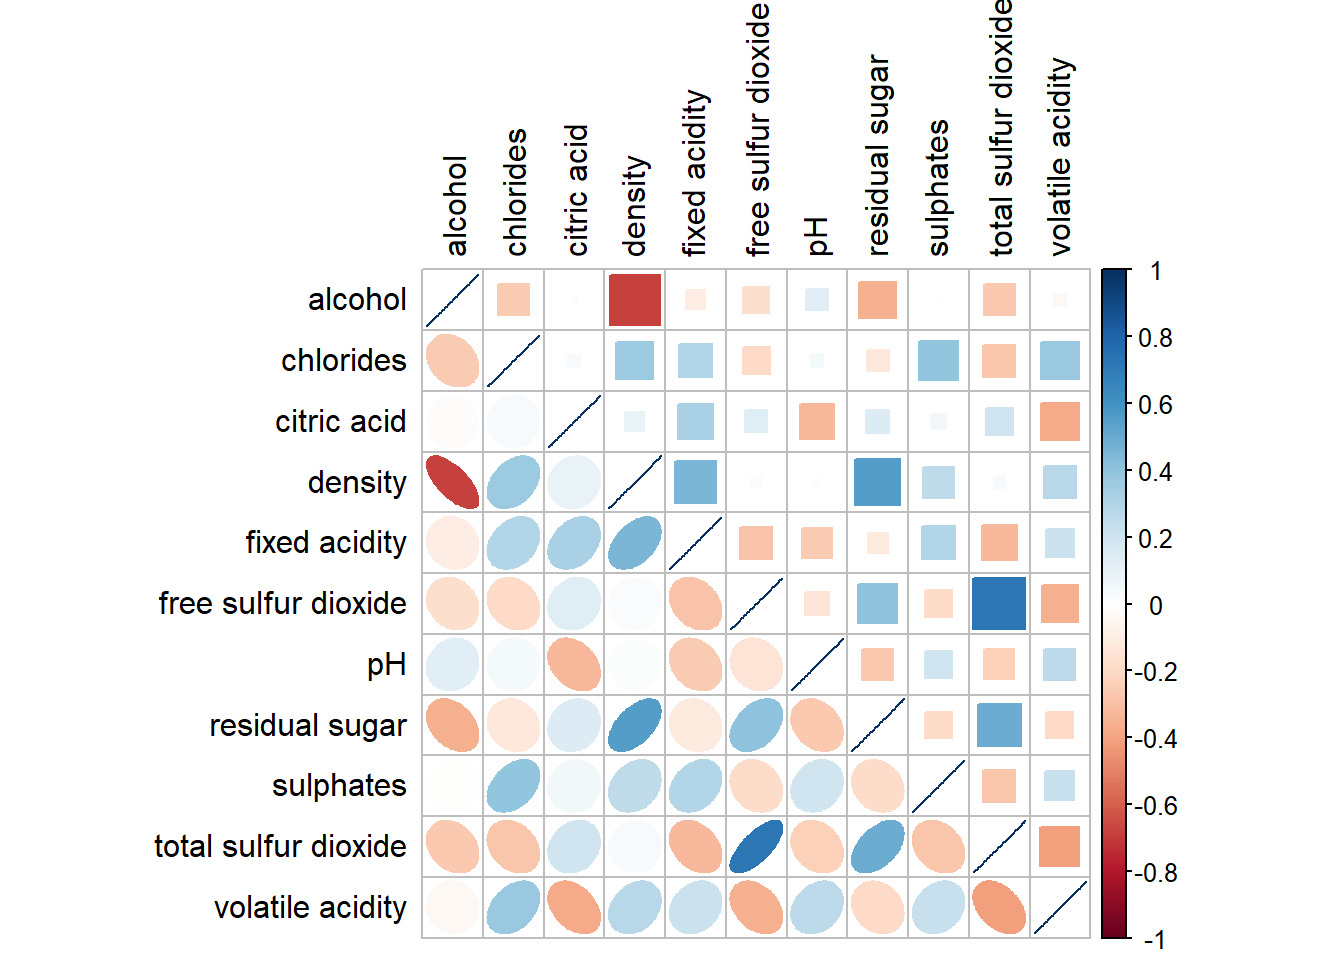 alcohol
chlorides
citric acid
density
fixed acidity
free sulfur dioxide
pH
residual sugar
sulphates
total sulfur dioxide
volatile acidity
alcohol
chlorides
citric acid
density
fixed acidity
free sulfur dioxide
pH
residual sugar
sulphates
total sulfur dioxide
volatile acidity
1
0.8
0.6
0.4
0.2
0
-0.2
-0.4
-0.6
-0.8
-1